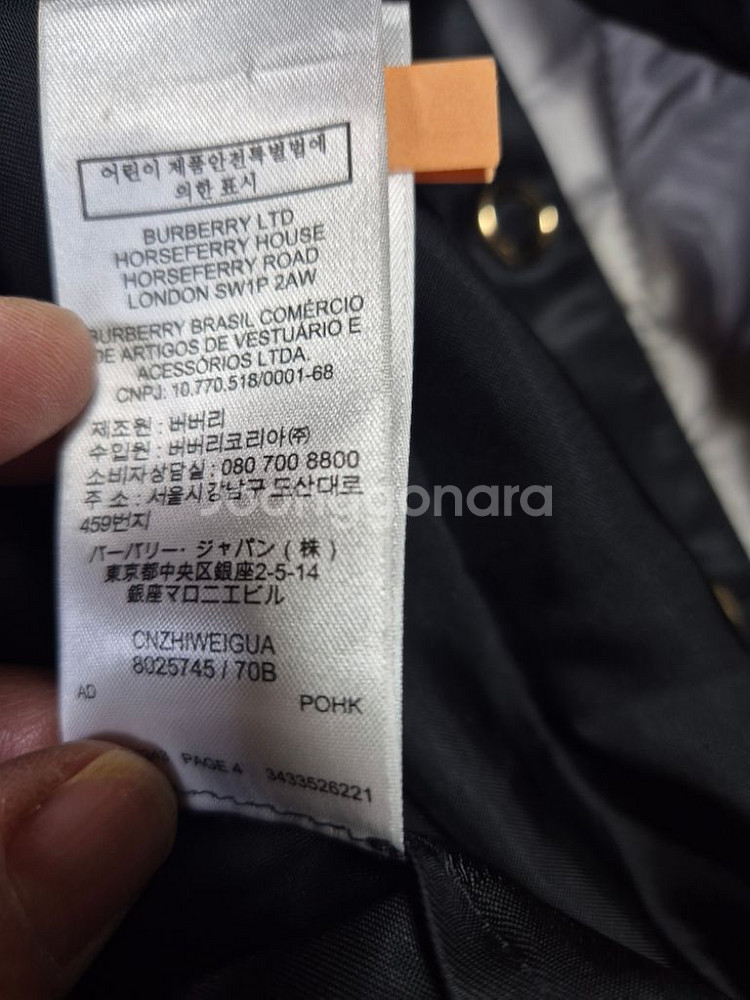 어린이 제품안전특별법에
의한 표시
BURBERRY LTD
HORSEFERRY HOUSE
HORSEFERRY ROAD
LONDON SW1P 2AW
BURBERRY BRASIL COMÉRCIO
DE ARTIGOS DE VESTUÁRIO E
ACESSÓRIOS LTDA.
CNPJ: 10.770.518/0001-68
제조원 : 버버리
수입원 : 버버리코리아㈜
소비자상담실 : 080 700 8800
주 소 : 서울시 강남구 도산대로
459번지
バーバリー・ジャパン ( 株 )
東京都中央区銀座2-5-14
銀座マロニエビル
CNZHIWEIGUA
8025745 / 70B
AD
POHK
PAGE 4 3433526221